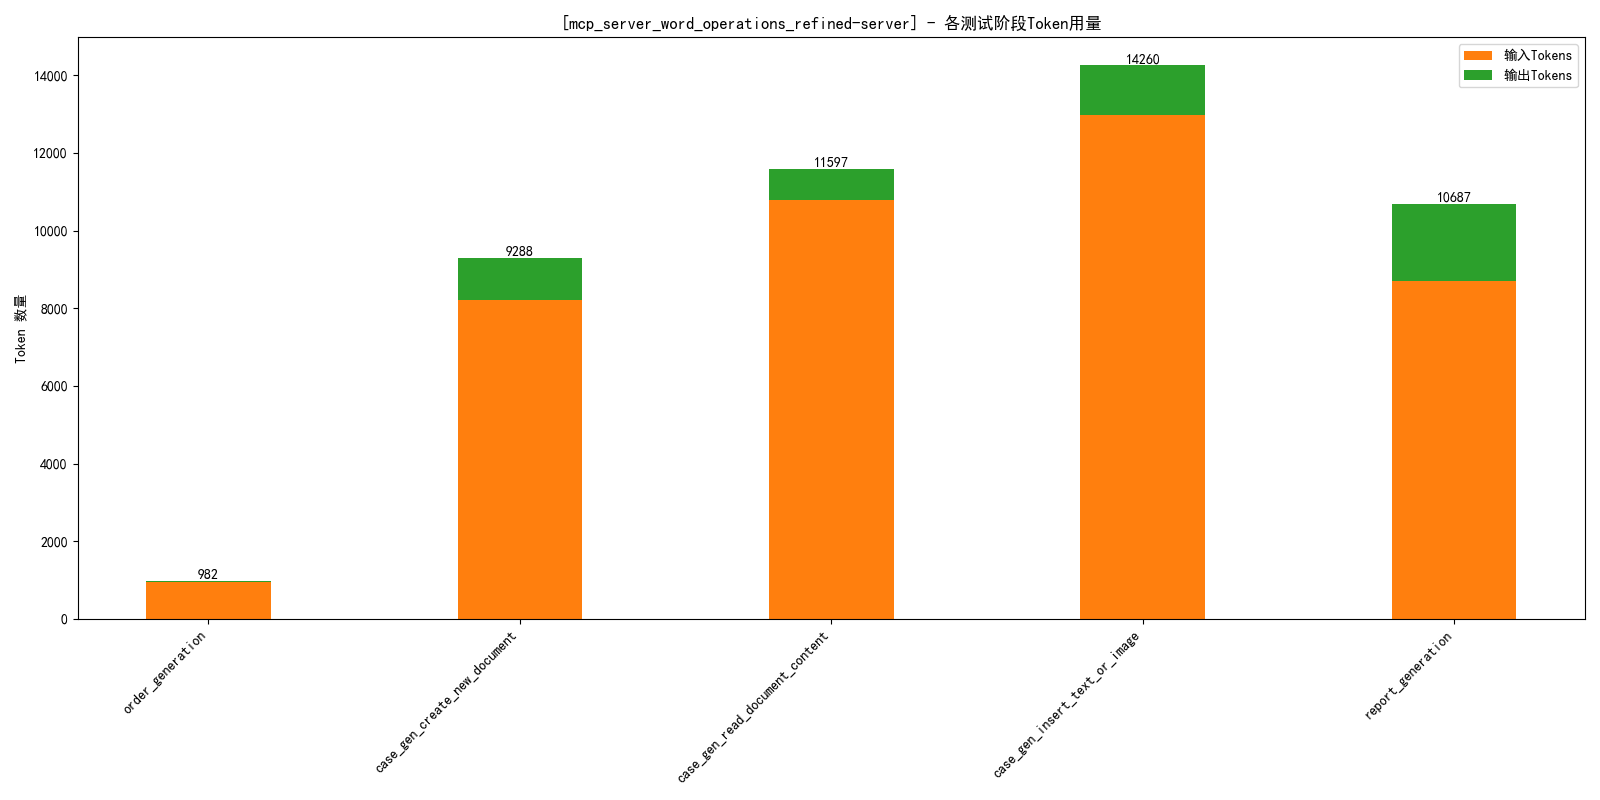 [mcp_server_word_operations_refined-server] - 各测试阶段Token用量
输入Tokens
输出Tokens
Token 数量
14000
12000
10000
8000
6000
4000
2000
0
982
9288
11597
14260
10687
order_generation
case_gen_create_new_document
case_gen_read_document_content
case_gen_insert_text_or_image
report_generation